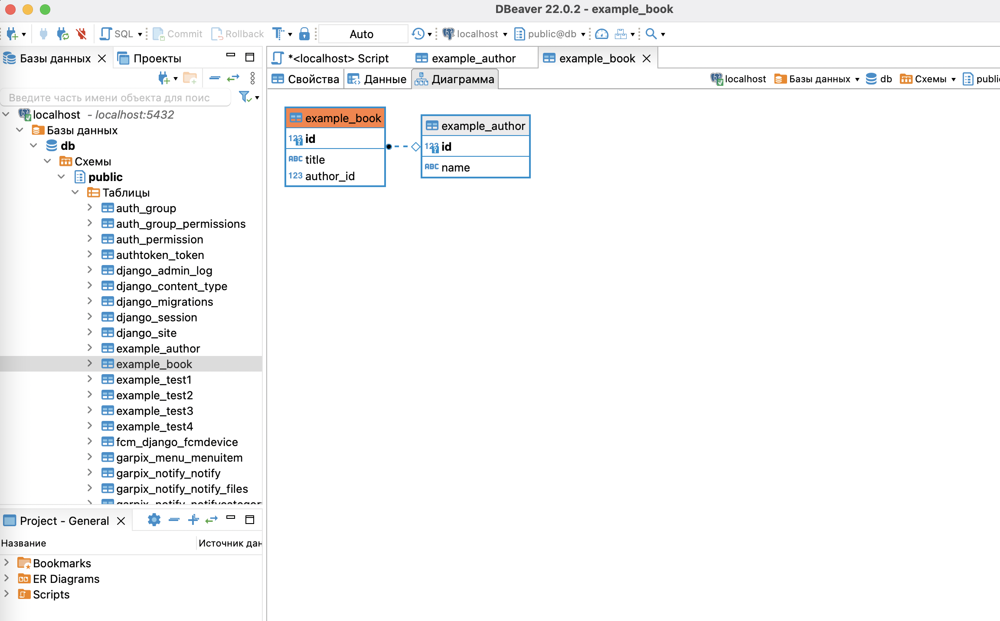 DBeaver 22.0.2 - example_book
SQL Commit Rollback Auto localhost public@db
Базы данных Проекты
*<localhost> Script example_author example_book
Свойства Данные Диаграмма localhost Базы данных db Схемы publi
Введите часть имени объекта для поис
localhost - localhost:5432
Базы данных
db
Схемы
public
Таблицы
auth_group
auth_group_permissions
auth_permission
authtoken_token
django_admin_log
django_content_type
django_migrations
django_session
django_site
example_author
example_book
example_test1
example_test2
example_test3
example_test4
fcm_django_fcmdevice
garpix_menu_menuitem
garpix_notify_notify
garpix_notify_notify_files
garpix_notify_notifycategory
example_book
123 id
ABC title
123 author_id
example_author
123 id
ABC name
Project - General
Название Источник дан
Bookmarks
ER Diagrams
Scripts